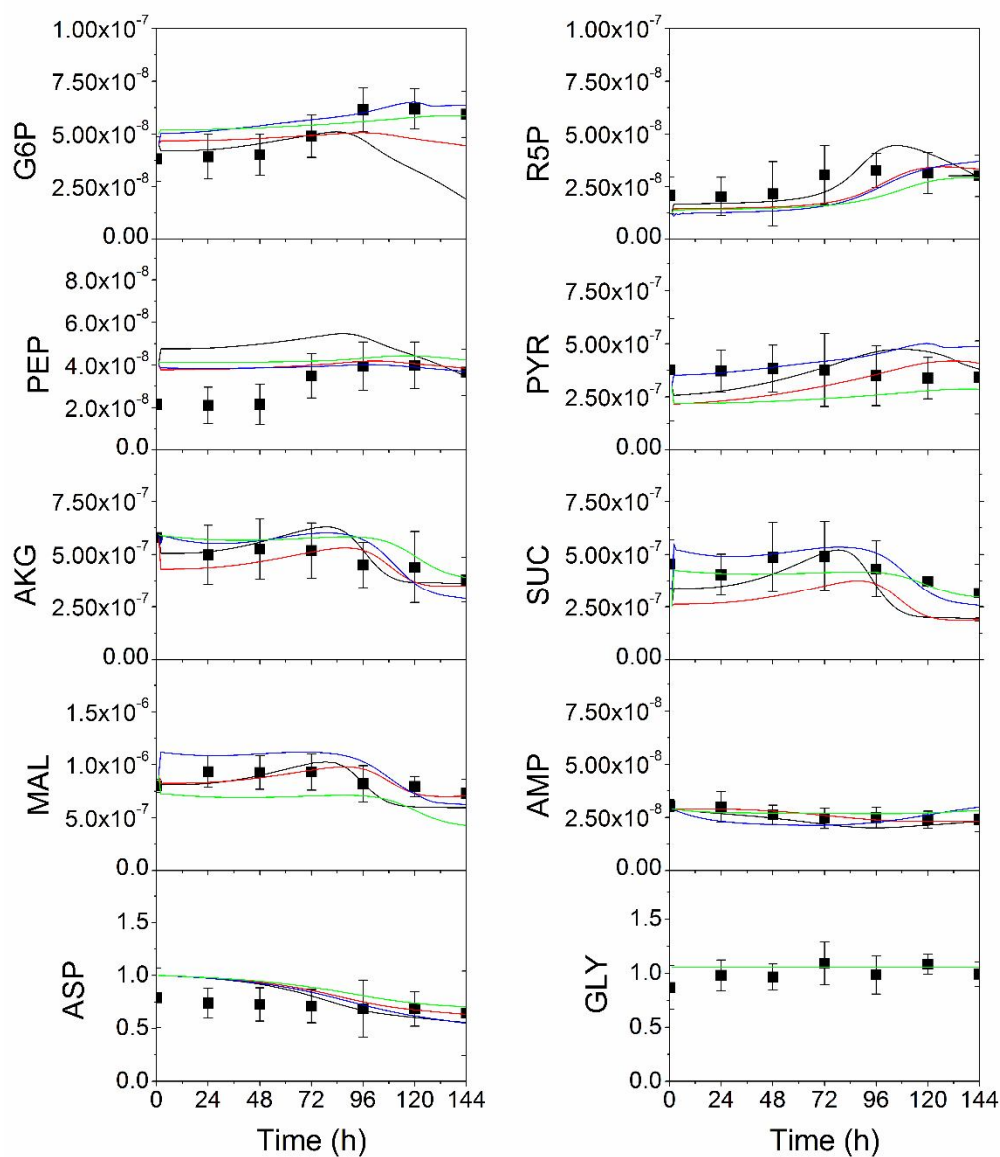 1.00x10⁻⁷
7.50x10⁻⁸
5.00x10⁻⁸
2.50x10⁻⁸
0.00
G6P
1.00x10⁻⁷
7.50x10⁻⁸
5.00x10⁻⁸
2.50x10⁻⁸
0.00
R5P
8.0x10⁻⁸
6.0x10⁻⁸
4.0x10⁻⁸
2.0x10⁻⁸
0.0
PEP
7.50x10⁻⁷
5.00x10⁻⁷
2.50x10⁻⁷
0.00
PYR
7.50x10⁻⁷
5.00x10⁻⁷
2.50x10⁻⁷
0.00
AKG
7.50x10⁻⁷
5.00x10⁻⁷
2.50x10⁻⁷
0.00
SUC
1.5x10⁻⁶
1.0x10⁻⁶
5.0x10⁻⁷
0.0
MAL
7.50x10⁻⁸
5.00x10⁻⁸
2.50x10⁻⁸
0.00
AMP
1.5
1.0
0.5
0.0
ASP
0 24 48 72 96 120 144
Time (h)
1.5
1.0
0.5
0.0
GLY
0 24 48 72 96 120 144
Time (h)